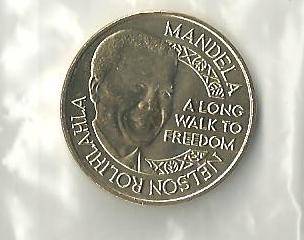 NELSON ROLIHLAHLA
MANDELA
A LONG
WALK TO
FREEDOM